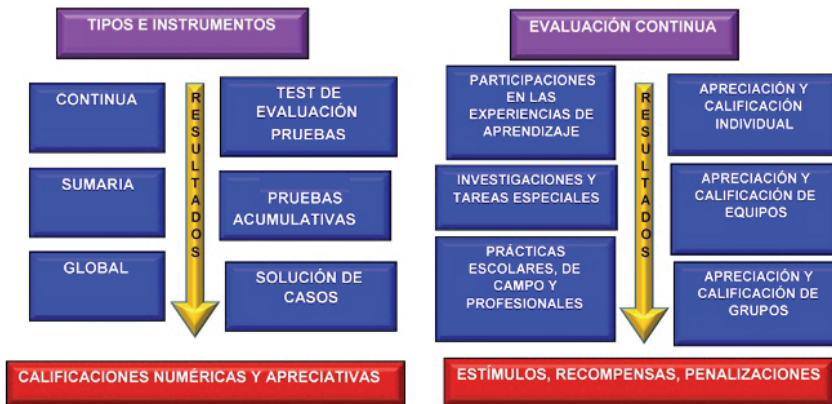 TIPOS E INSTRUMENTOS
CONTINUA
SUMARIA
GLOBAL
RESULTADOS
TEST DE
EVALUACIÓN
PRUEBAS
PRUEBAS
ACUMULATIVAS
SOLUCIÓN DE
CASOS
CALIFICACIONES NUMÉRICAS Y APRECIATIVAS
EVALUACIÓN CONTINUA
PARTICIPACIONES
EN LAS
EXPERIENCIAS DE
APRENDIZAJE
INVESTIGACIONES Y
TAREAS ESPECIALES
PRÁCTICAS
ESCOLARES, DE
CAMPO Y
PROFESIONALES
RESULTADOS
APRECIACIÓN Y
CALIFICACIÓN
INDIVIDUAL
APRECIACIÓN Y
CALIFICACIÓN DE
EQUIPOS
APRECIACIÓN Y
CALIFICACIÓN DE
GRUPOS
ESTÍMULOS, RECOMPENSAS, PENALIZACIONES